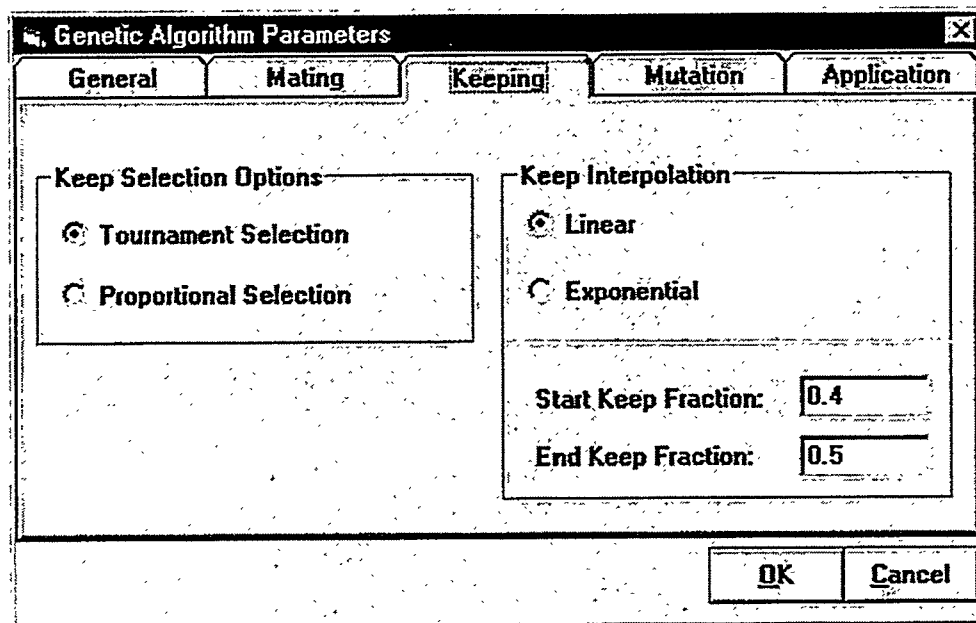 Genetic Algorithm Parameters
General Mating Keeping Mutation Application
Keep Selection Options
Tournament Selection
Proportional Selection
Keep Interpolation
Linear
Exponential
Start Keep Fraction: 0.4
End Keep Fraction: 0.5
OK Cancel